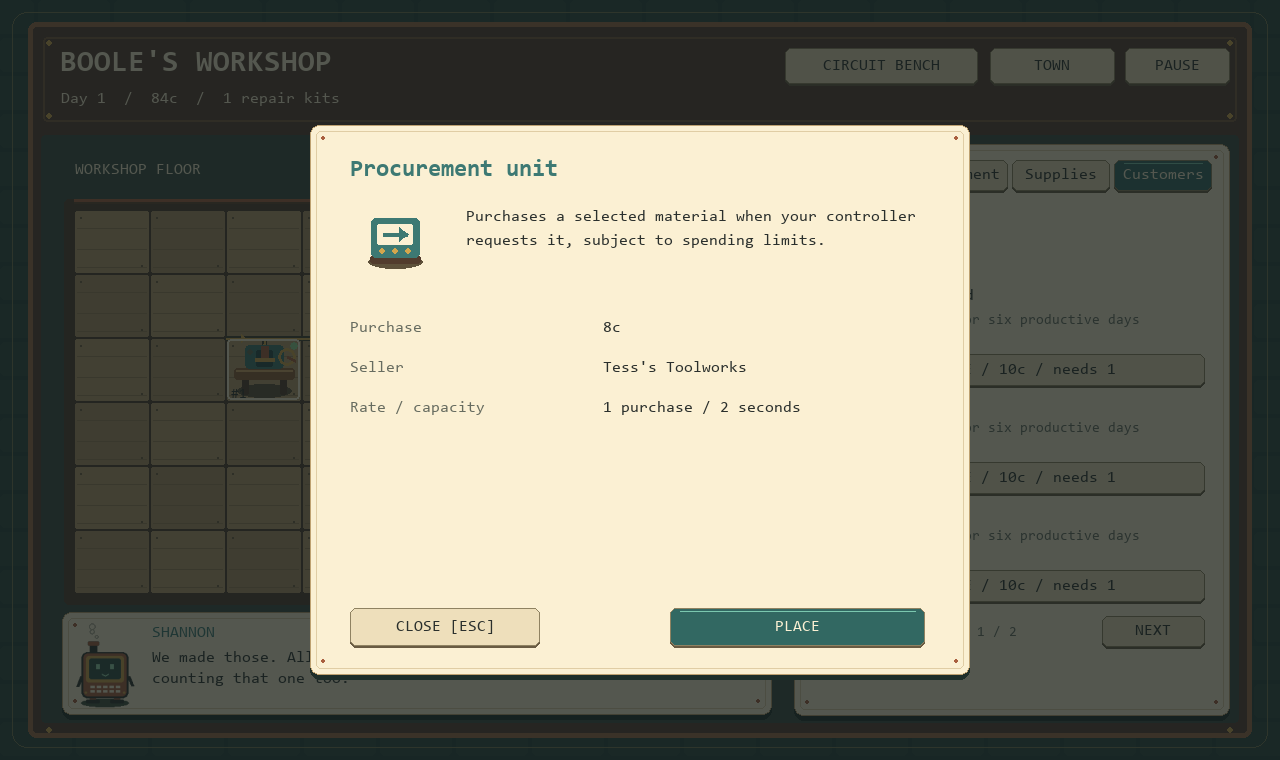 BOOLE'S WORKSHOP
CIRCUIT BENCH
TOWN
PAUSE
Day 1 / 84c / 1 repair kits
WORKSHOP FLOOR
Supplies
Customers
Procurement unit
Purchases a selected material when your controller
requests it, subject to spending limits.
Purchase 8c
Seller Tess's Toolworks
Rate / capacity 1 purchase / 2 seconds
six productive days
/ 10c / needs 1
six productive days
/ 10c / needs 1
six productive days
/ 10c / needs 1
1 / 2
NEXT
CLOSE [ESC]
PLACE
SHANNON
We made those. All
counting that one too.